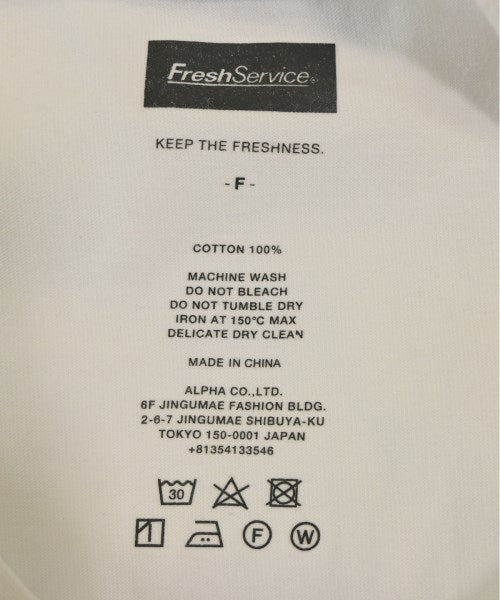 FreshService®
KEEP THE FRESHNESS.
- F -
COTTON 100%
MACHINE WASH
DO NOT BLEACH
DO NOT TUMBLE DRY
IRON AT 150℃ MAX
DELICATE DRY CLEAN
MADE IN CHINA
ALPHA CO.,LTD.
6F JINGUMAE FASHION BLDG.
2-6-7 JINGUMAE SHIBUYA-KU
TOKYO 150-0001 JAPAN
+81354133546
30
F W